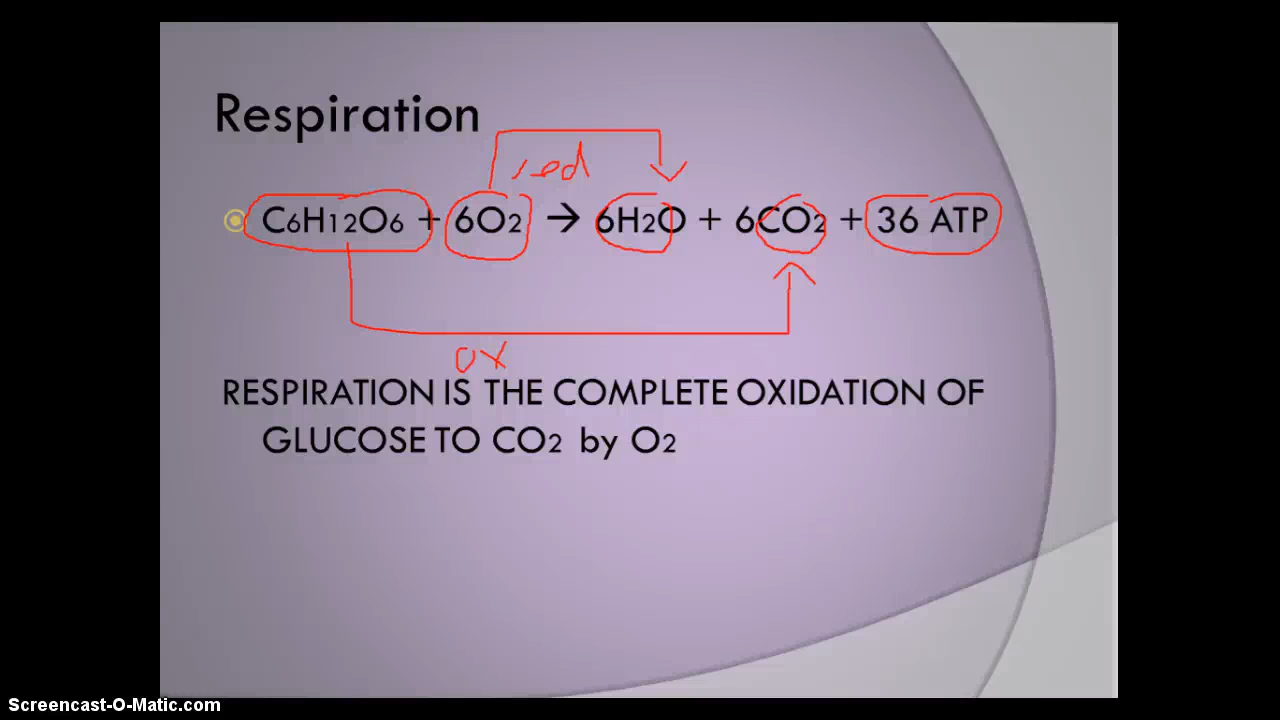 Respiration
red
C6H12O6 + 6O2 → 6H2O + 6CO2 + 36 ATP
ox
RESPIRATION IS THE COMPLETE OXIDATION OF
GLUCOSE TO CO2 by O2
Screencast-O-Matic.com